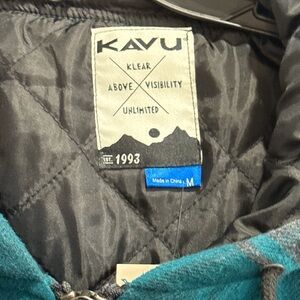 KAVU
KLEAR
ABOVE VISIBILITY
UNLIMITED
EST. 1993
Made in China M